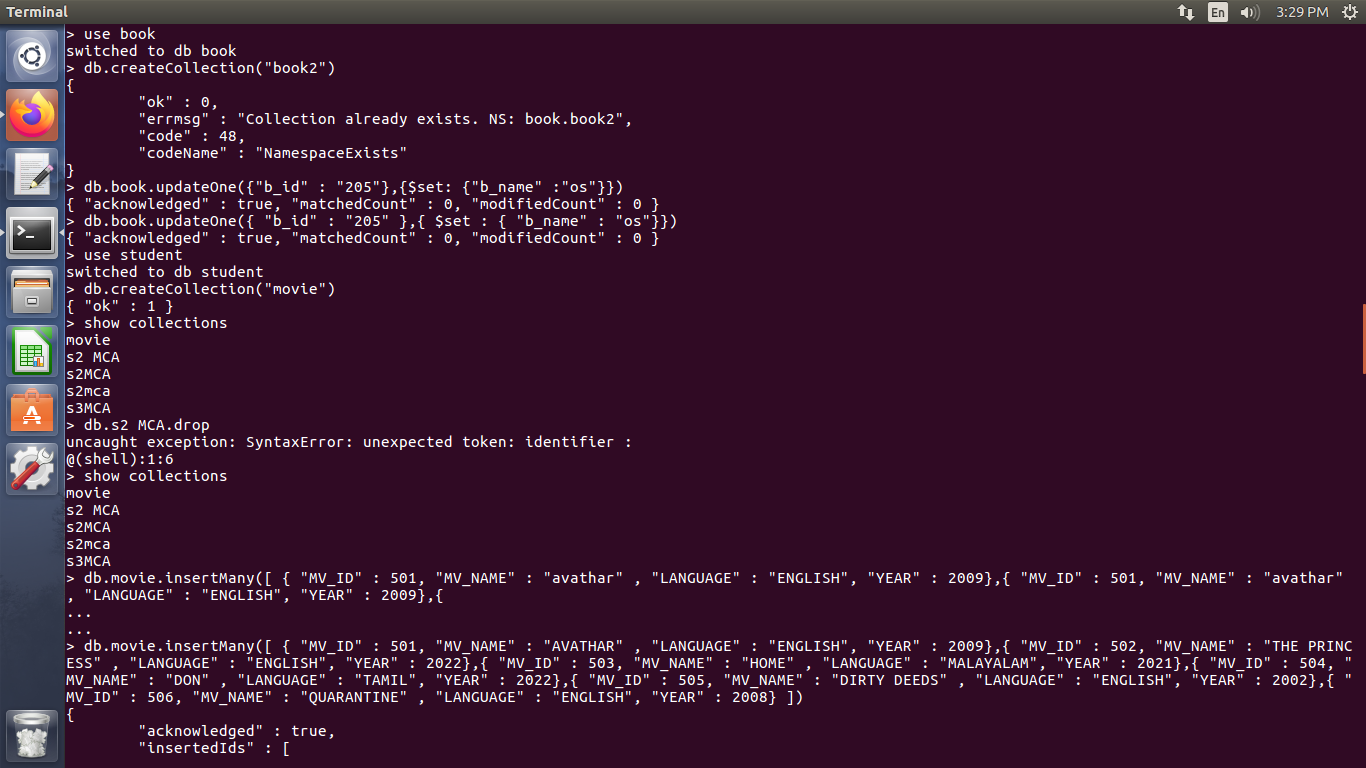 Terminal
En
3:29 PM
> use book
switched to db book
> db.createCollection("book2")
{
        "ok" : 0,
        "errmsg" : "Collection already exists. NS: book.book2",
        "code" : 48,
        "codeName" : "NamespaceExists"
}
> db.book.updateOne({"b_id" : "205"},{$set: {"b_name" :"os"}})
{ "acknowledged" : true, "matchedCount" : 0, "modifiedCount" : 0 }
> db.book.updateOne({ "b_id" : "205" },{ $set : { "b_name" : "os"}})
{ "acknowledged" : true, "matchedCount" : 0, "modifiedCount" : 0 }
> use student
switched to db student
> db.createCollection("movie")
{ "ok" : 1 }
> show collections
movie
s2 MCA
s2MCA
s2mca
s3MCA
> db.s2 MCA.drop
uncaught exception: SyntaxError: unexpected token: identifier :
@(shell):1:6
> show collections
movie
s2 MCA
s2MCA
s2mca
s3MCA
> db.movie.insertMany([ { "MV_ID" : 501, "MV_NAME" : "avathar" , "LANGUAGE" : "ENGLISH", "YEAR" : 2009},{ "MV_ID" : 501, "MV_NAME" : "avathar"
, "LANGUAGE" : "ENGLISH", "YEAR" : 2009},{
...
...
> db.movie.insertMany([ { "MV_ID" : 501, "MV_NAME" : "AVATHAR" , "LANGUAGE" : "ENGLISH", "YEAR" : 2009},{ "MV_ID" : 502, "MV_NAME" : "THE PRINC
ESS" , "LANGUAGE" : "ENGLISH", "YEAR" : 2022},{ "MV_ID" : 503, "MV_NAME" : "HOME" , "LANGUAGE" : "MALAYALAM", "YEAR" : 2021},{ "MV_ID" : 504, "
MV_NAME" : "DON" , "LANGUAGE" : "TAMIL", "YEAR" : 2022},{ "MV_ID" : 505, "MV_NAME" : "DIRTY DEEDS" , "LANGUAGE" : "ENGLISH", "YEAR" : 2002},{ "
MV_ID" : 506, "MV_NAME" : "QUARANTINE" , "LANGUAGE" : "ENGLISH", "YEAR" : 2008} ])
{
        "acknowledged" : true,
        "insertedIds" : [